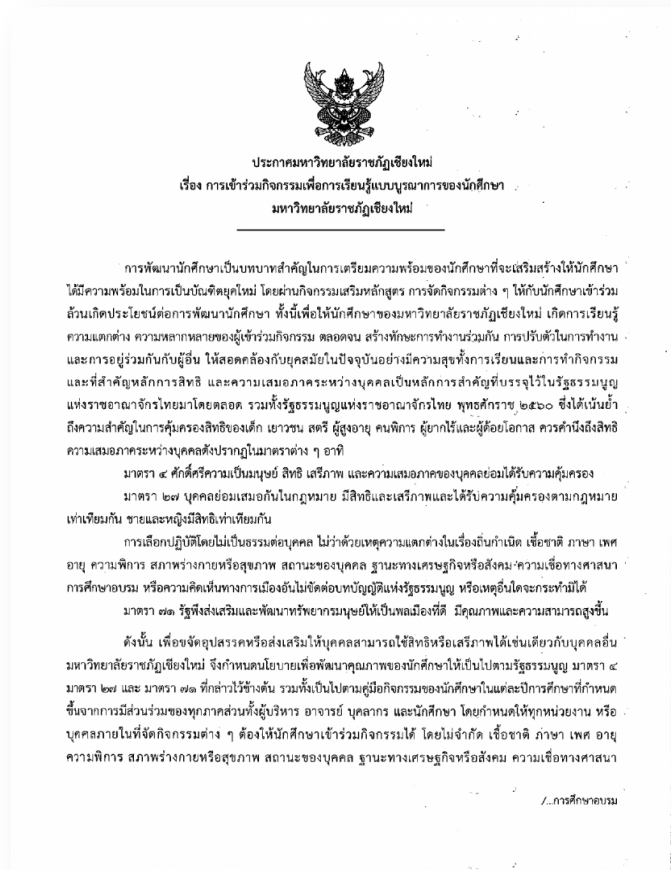 ประกาศมหาวิทยาลัยราชภัฏเชียงใหม่
เรื่อง การเข้าร่วมกิจกรรมเพื่อการเรียนรู้แบบบูรณาการของนักศึกษา
มหาวิทยาลัยราชภัฏเชียงใหม่
การพัฒนานักศึกษาเป็นบทบาทสำคัญในการเตรียมความพร้อมของนักศึกษาที่จะเสริมสร้างให้นักศึกษา
ได้มีความพร้อมในการเป็นบัณฑิตยุคใหม่ โดยผ่านกิจกรรมเสริมหลักสูตร การจัดกิจกรรมต่าง ๆ ให้กับนักศึกษาเข้าร่วม
ล้วนเกิดประโยชน์ต่อการพัฒนานักศึกษา ทั้งนี้เพื่อให้นักศึกษาของมหาวิทยาลัยราชภัฏเชียงใหม่ เกิดการเรียนรู้
ความแตกต่าง ความหลากหลายของผู้เข้าร่วมกิจกรรม ตลอดจน สร้างทักษะการทำงานร่วมกัน การปรับตัวในการทำงาน
และการอยู่ร่วมกันกับผู้อื่น ให้สอดคล้องกับยุคสมัยในปัจจุบันอย่างมีความสุขทั้งการเรียนและการทำกิจกรรม
และที่สำคัญหลักการสิทธิ และความเสมอภาคระหว่างบุคคลเป็นหลักการสำคัญที่บรรจุไว้ในรัฐธรรมนูญ
แห่งราชอาณาจักรไทยมาโดยตลอด รวมทั้งรัฐธรรมนูญแห่งราชอาณาจักรไทย พุทธศักราช ๒๕๖๐ ซึ่งได้เน้นย้ำ
ถึงความสำคัญในการคุ้มครองสิทธิของเด็ก เยาวชน สตรี ผู้สูงอายุ คนพิการ ผู้ยากไร้และผู้ด้อยโอกาส ควรคำนึงถึงสิทธิ
ความเสมอภาคระหว่างบุคคลดังปรากฏในมาตราต่าง ๆ อาทิ
มาตรา ๔ ศักดิ์ศรีความเป็นมนุษย์ สิทธิ เสรีภาพ และความเสมอภาคของบุคคลย่อมได้รับความคุ้มครอง
มาตรา ๒๗ บุคคลย่อมเสมอกันในกฎหมาย มีสิทธิและเสรีภาพและได้รับความคุ้มครองตามกฎหมาย
เท่าเทียมกัน ชายและหญิงมีสิทธิเท่าเทียมกัน
การเลือกปฏิบัติโดยไม่เป็นธรรมต่อบุคคล ไม่ว่าด้วยเหตุความแตกต่างในเรื่องถิ่นกำเนิด เชื้อชาติ ภาษา เพศ
อายุ ความพิการ สภาพร่างกายหรือสุขภาพ สถานะของบุคคล ฐานะทางเศรษฐกิจหรือสังคม ความเชื่อทางศาสนา
การศึกษาอบรม หรือความคิดเห็นทางการเมืองอันไม่ขัดต่อบทบัญญัติแห่งรัฐธรรมนูญ หรือเหตุอื่นใดจะกระทำมิได้
มาตรา ๗๑ รัฐพึงส่งเสริมและพัฒนาทรัพยากรมนุษย์ให้เป็นพลเมืองที่ดี มีคุณภาพและความสามารถสูงขึ้น
ดังนั้น เพื่อขจัดอุปสรรคหรือส่งเสริมให้บุคคลสามารถใช้สิทธิหรือเสรีภาพได้เช่นเดียวกับบุคคลอื่น
มหาวิทยาลัยราชภัฏเชียงใหม่ จึงกำหนดนโยบายเพื่อพัฒนาคุณภาพของนักศึกษาให้เป็นไปตามรัฐธรรมนูญ มาตรา ๔
มาตรา ๒๗ และ มาตรา ๗๑ ที่กล่าวไว้ข้างต้น รวมทั้งเป็นไปตามคู่มือกิจกรรมของนักศึกษาในแต่ละปีการศึกษาที่กำหนด
ขึ้นจากการมีส่วนร่วมของทุกภาคส่วนทั้งผู้บริหาร อาจารย์ บุคลากร และนักศึกษา โดยกำหนดให้ทุกหน่วยงาน หรือ
บุคคลภายในที่จัดกิจกรรมต่าง ๆ ต้องให้นักศึกษาเข้าร่วมกิจกรรมได้ โดยไม่จำกัด เชื้อชาติ ภาษา เพศ อายุ
ความพิการ สภาพร่างกายหรือสุขภาพ สถานะของบุคคล ฐานะทางเศรษฐกิจหรือสังคม ความเชื่อทางศาสนา
/...การศึกษาอบรม